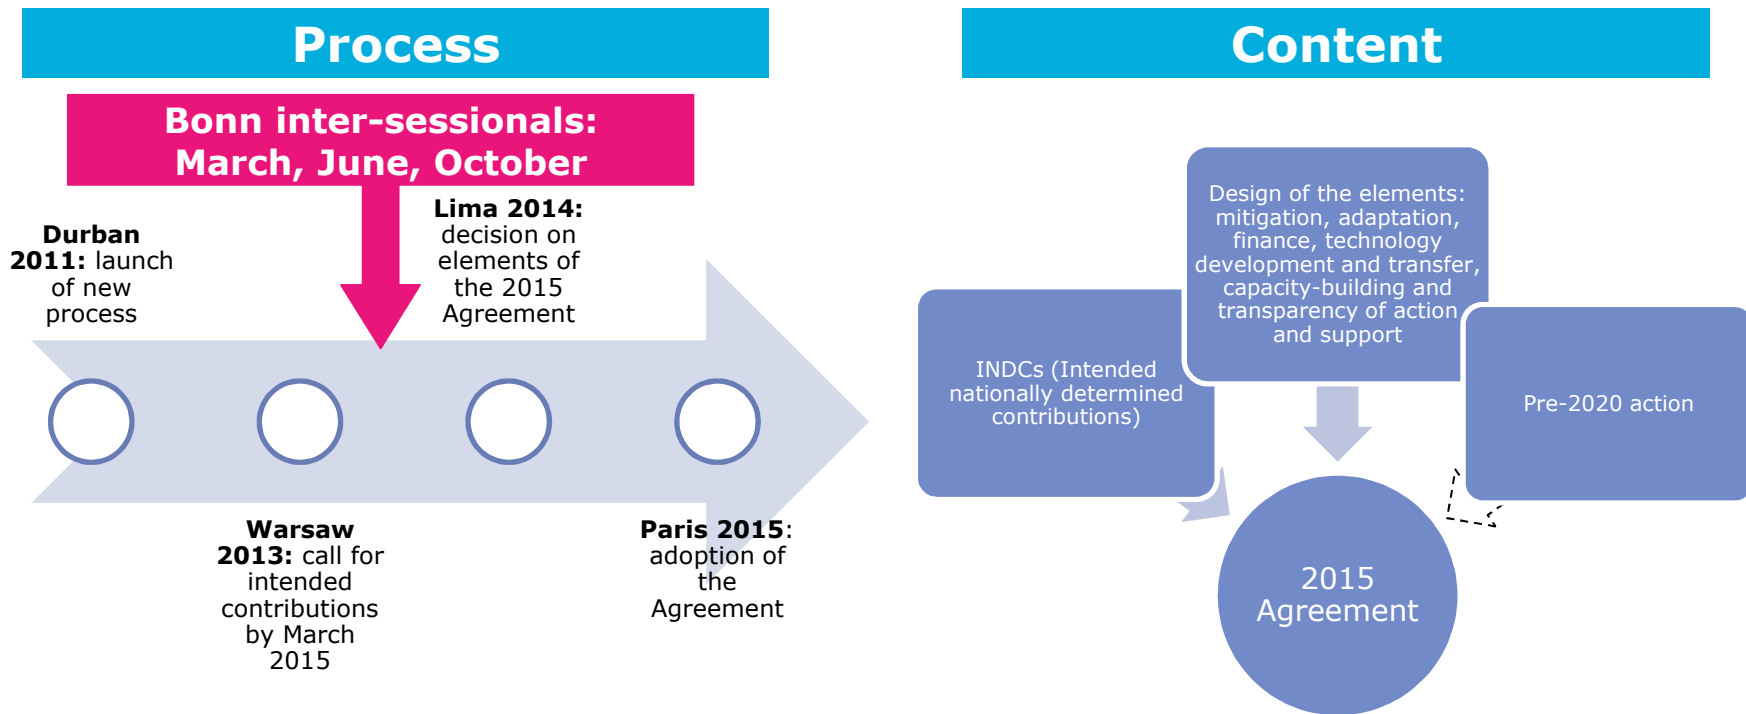 Process
Bonn inter-sessionals:
March, June, October
Durban
2011: launch
of new
process
Lima 2014:
decision on
elements of
the 2015
Agreement
Warsaw
2013: call for
intended
contributions
by March
2015
Paris 2015:
adoption of
the
Agreement
Content
Design of the elements:
mitigation, adaptation,
finance, technology
development and transfer,
capacity-building and
transparency of action
and support
INDCs (Intended
nationally determined
contributions)
Pre-2020 action
2015
Agreement